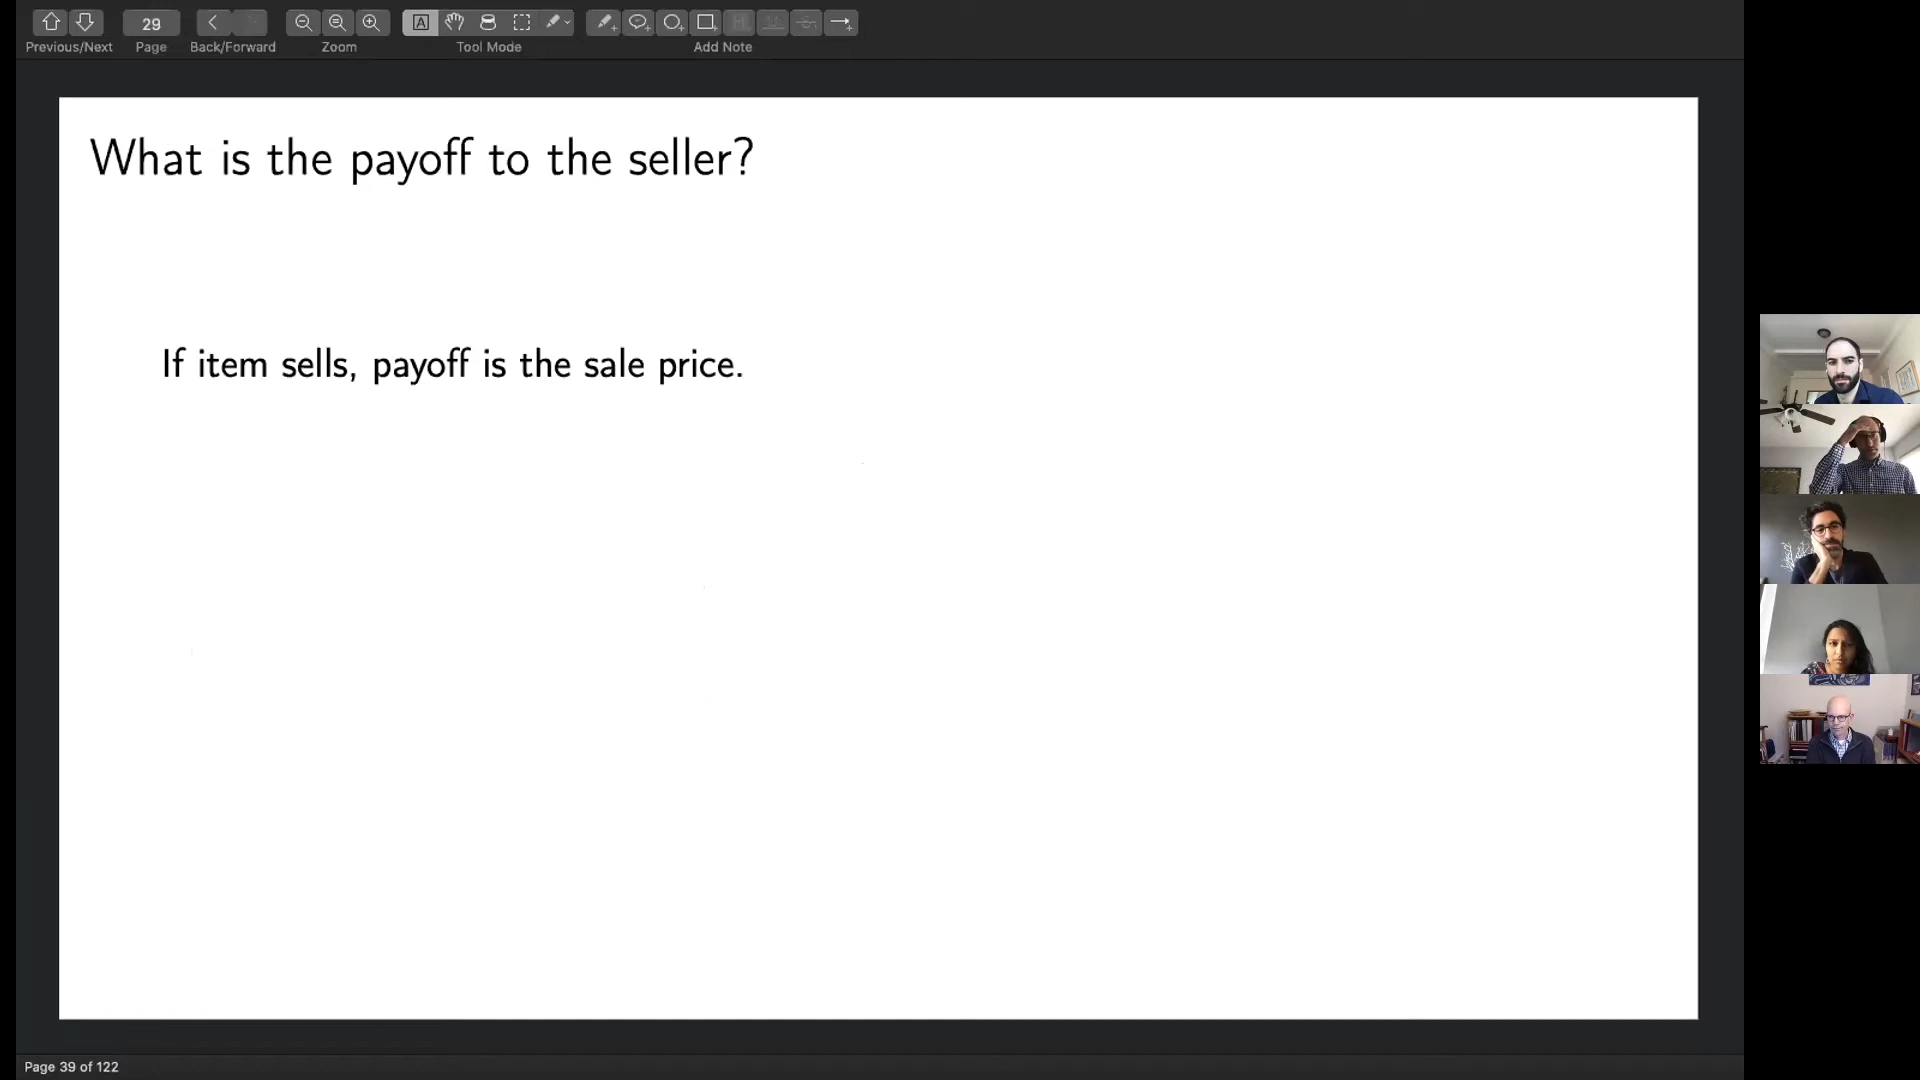 29
Previous/Next
Page
Back/Forward
Zoom
Tool Mode
Add Note
What is the payoff to the seller?
If item sells, payoff is the sale price.
Page 39 of 122